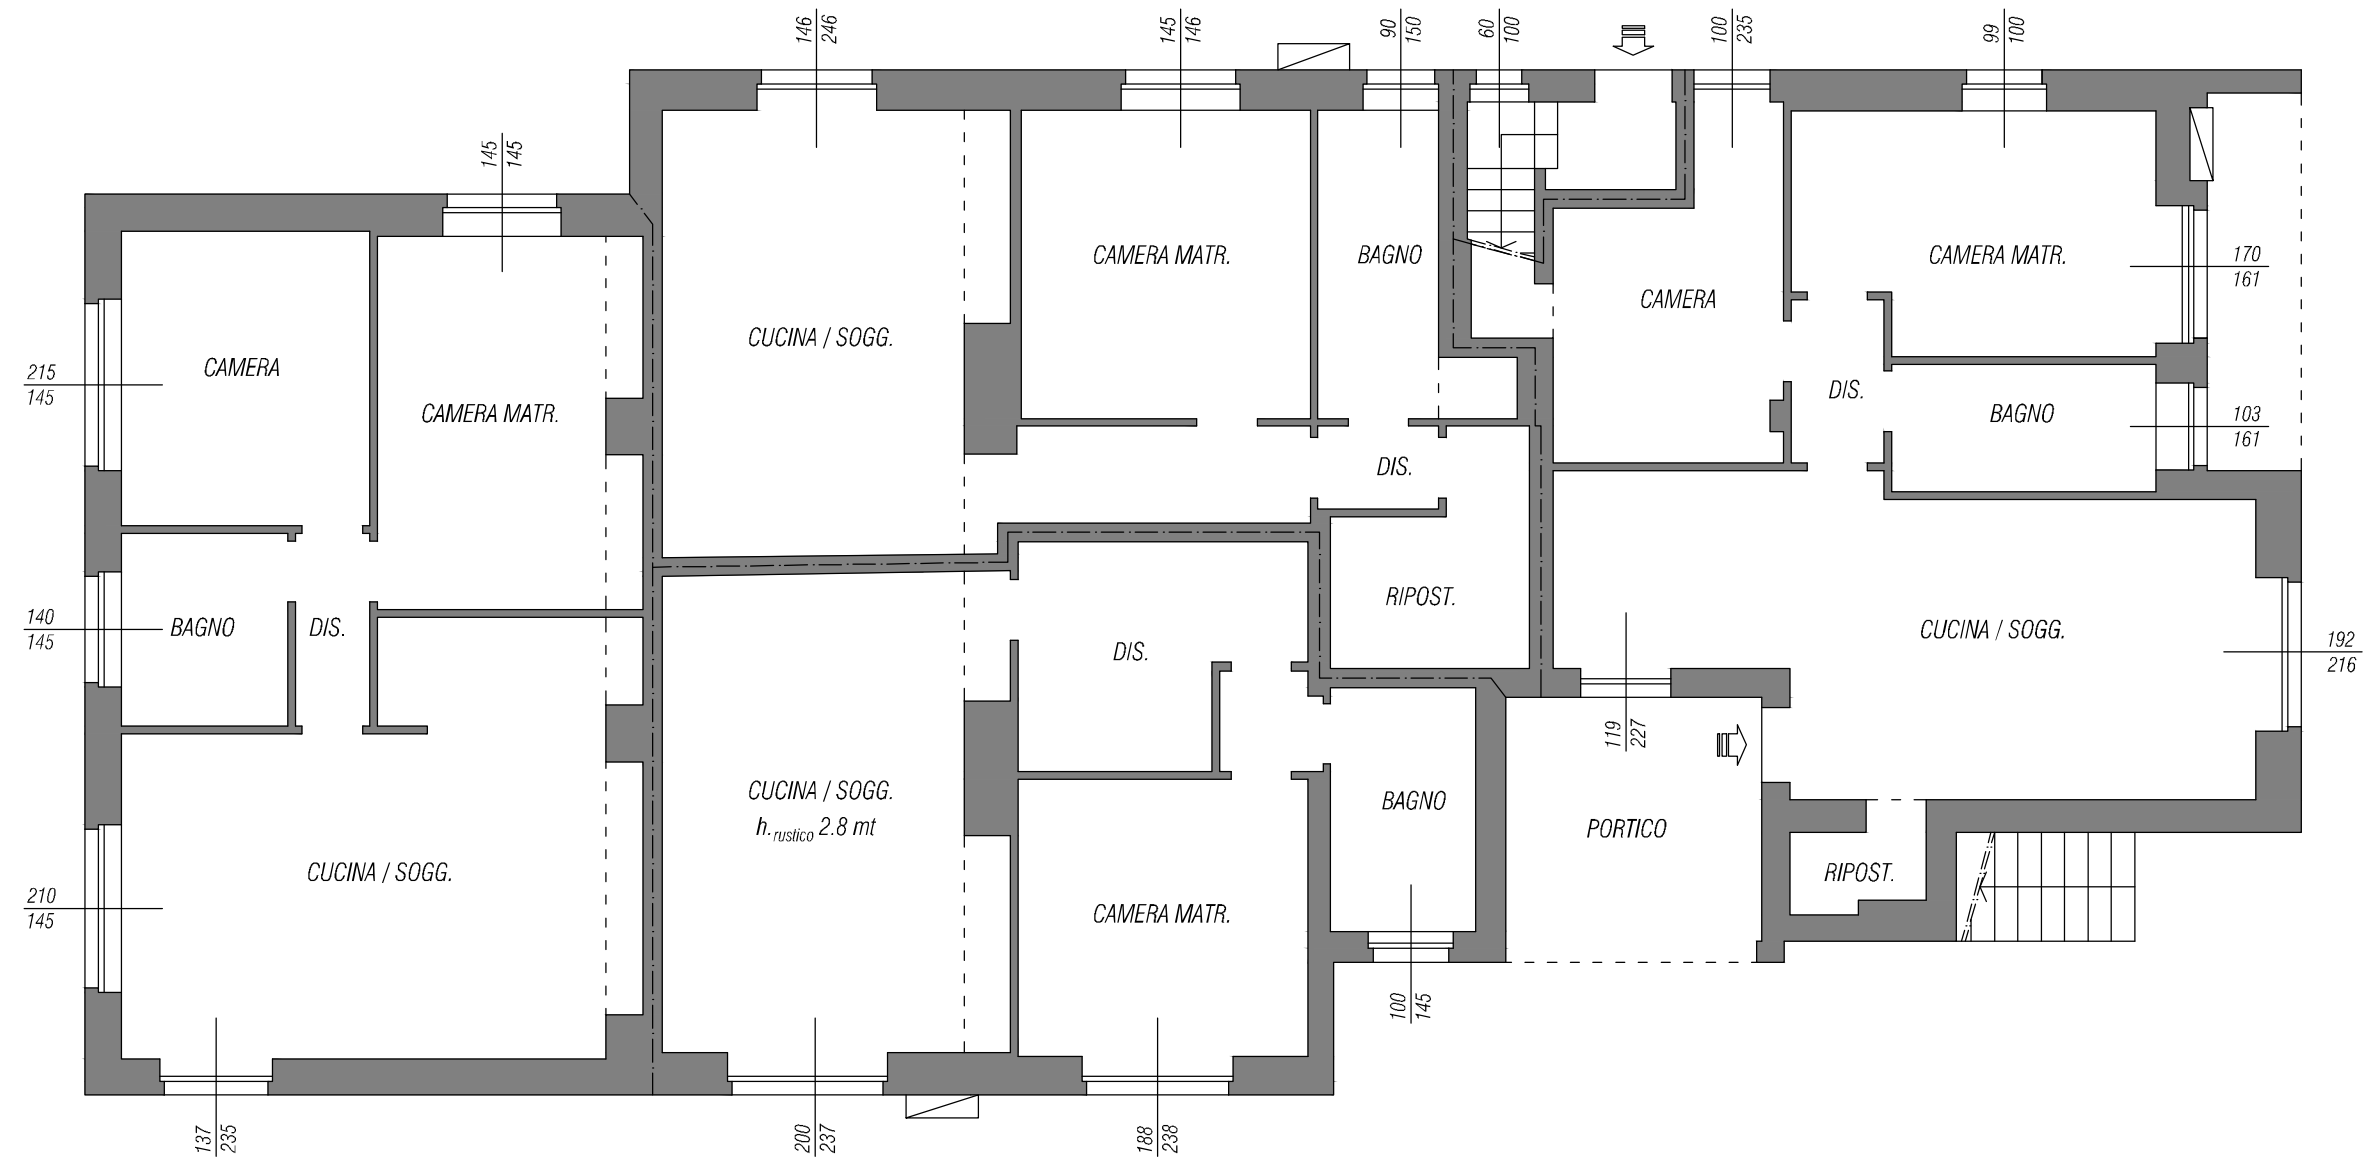 146
246
145
146
90
150
60
100
100
235
99
100
145
145
CAMERA MATR.
BAGNO
CAMERA MATR.
170
161
CAMERA
CUCINA / SOGG.
CAMERA
215
145
CAMERA MATR.
DIS.
BAGNO
103
161
DIS.
RIPOST.
140
145
BAGNO
DIS.
CUCINA / SOGG.
192
216
DIS.
119
227
CUCINA / SOGG.
h.rustico 2.8 mt
BAGNO
PORTICO
CUCINA / SOGG.
RIPOST.
210
145
CAMERA MATR.
100
145
137
235
200
237
188
238